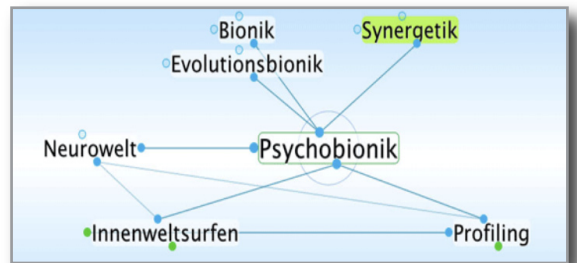 Bionik
Synergetik
Evolutionsbionik
Neurowelt
Psychobionik
Innenweltsurfen
Profiling